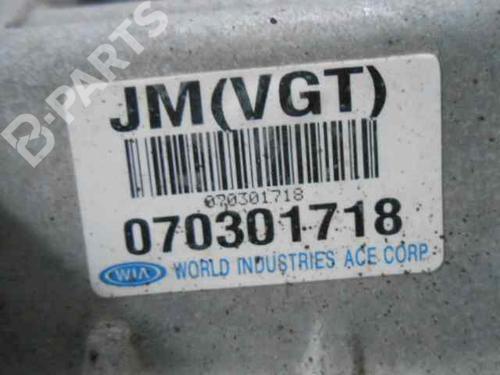 B-PARTS
JM(VGT)
070301718
070301718
WIA WORLD INDUSTRIES ACE CORP